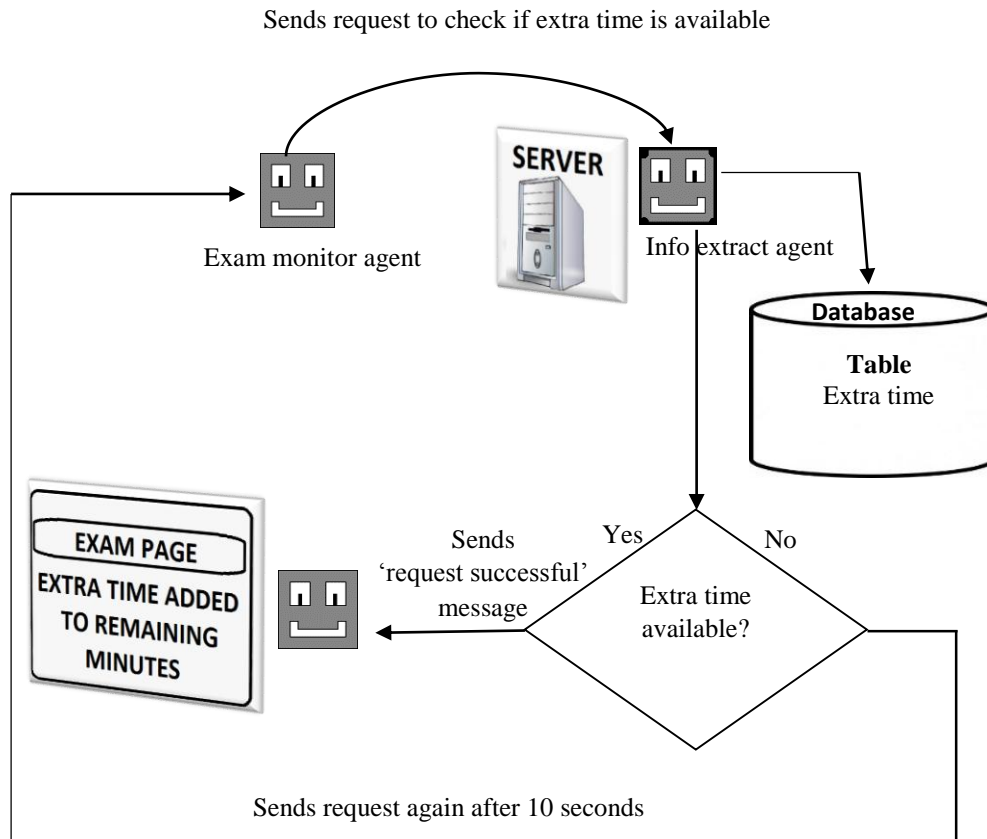 Sends request to check if extra time is available
SERVER
Exam monitor agent
Info extract agent
Database
Table
Extra time
Yes
No
Sends
‘request successful’
message
Extra time
available?
EXAM PAGE
EXTRA TIME ADDED
TO REMAINING
MINUTES
Sends request again after 10 seconds